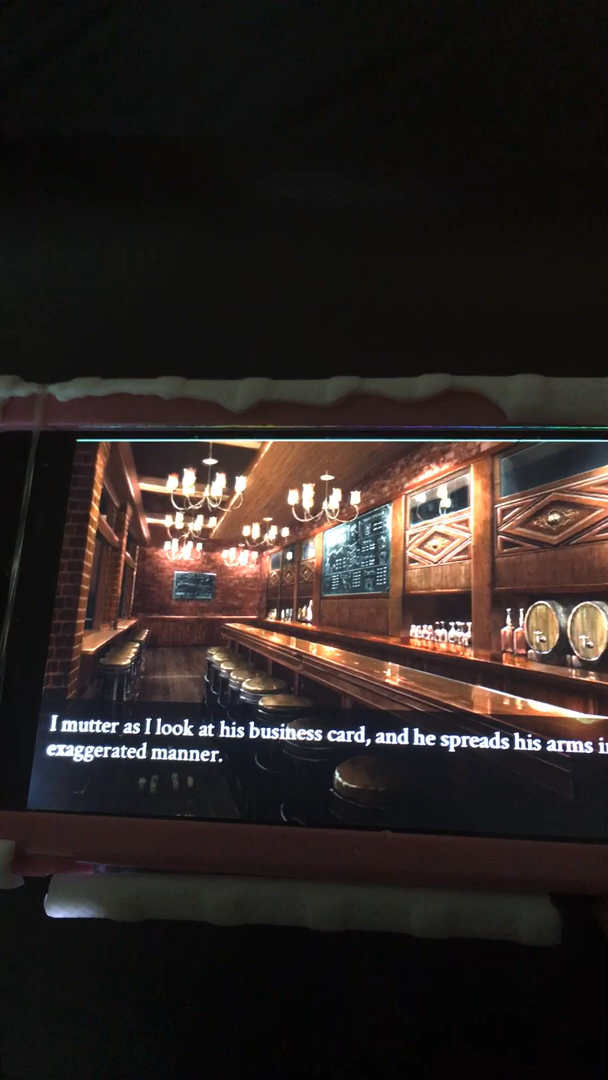 I mutter as I look at his business card, and he spreads his arms
exaggerated manner.